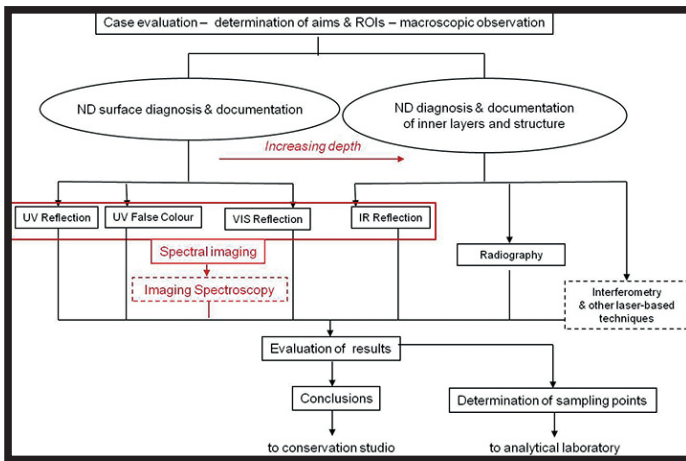 Case evaluation – determination of aims & ROIs – macroscopic observation
ND surface diagnosis & documentation
ND diagnosis & documentation
of inner layers and structure
Increasing depth
UV Reflection
UV False Colour
VIS Reflection
IR Reflection
Spectral imaging
Radiography
Imaging Spectroscopy
Interferometry
& other laser-based
techniques
Evaluation of results
Conclusions
Determination of sampling points
to conservation studio
to analytical laboratory